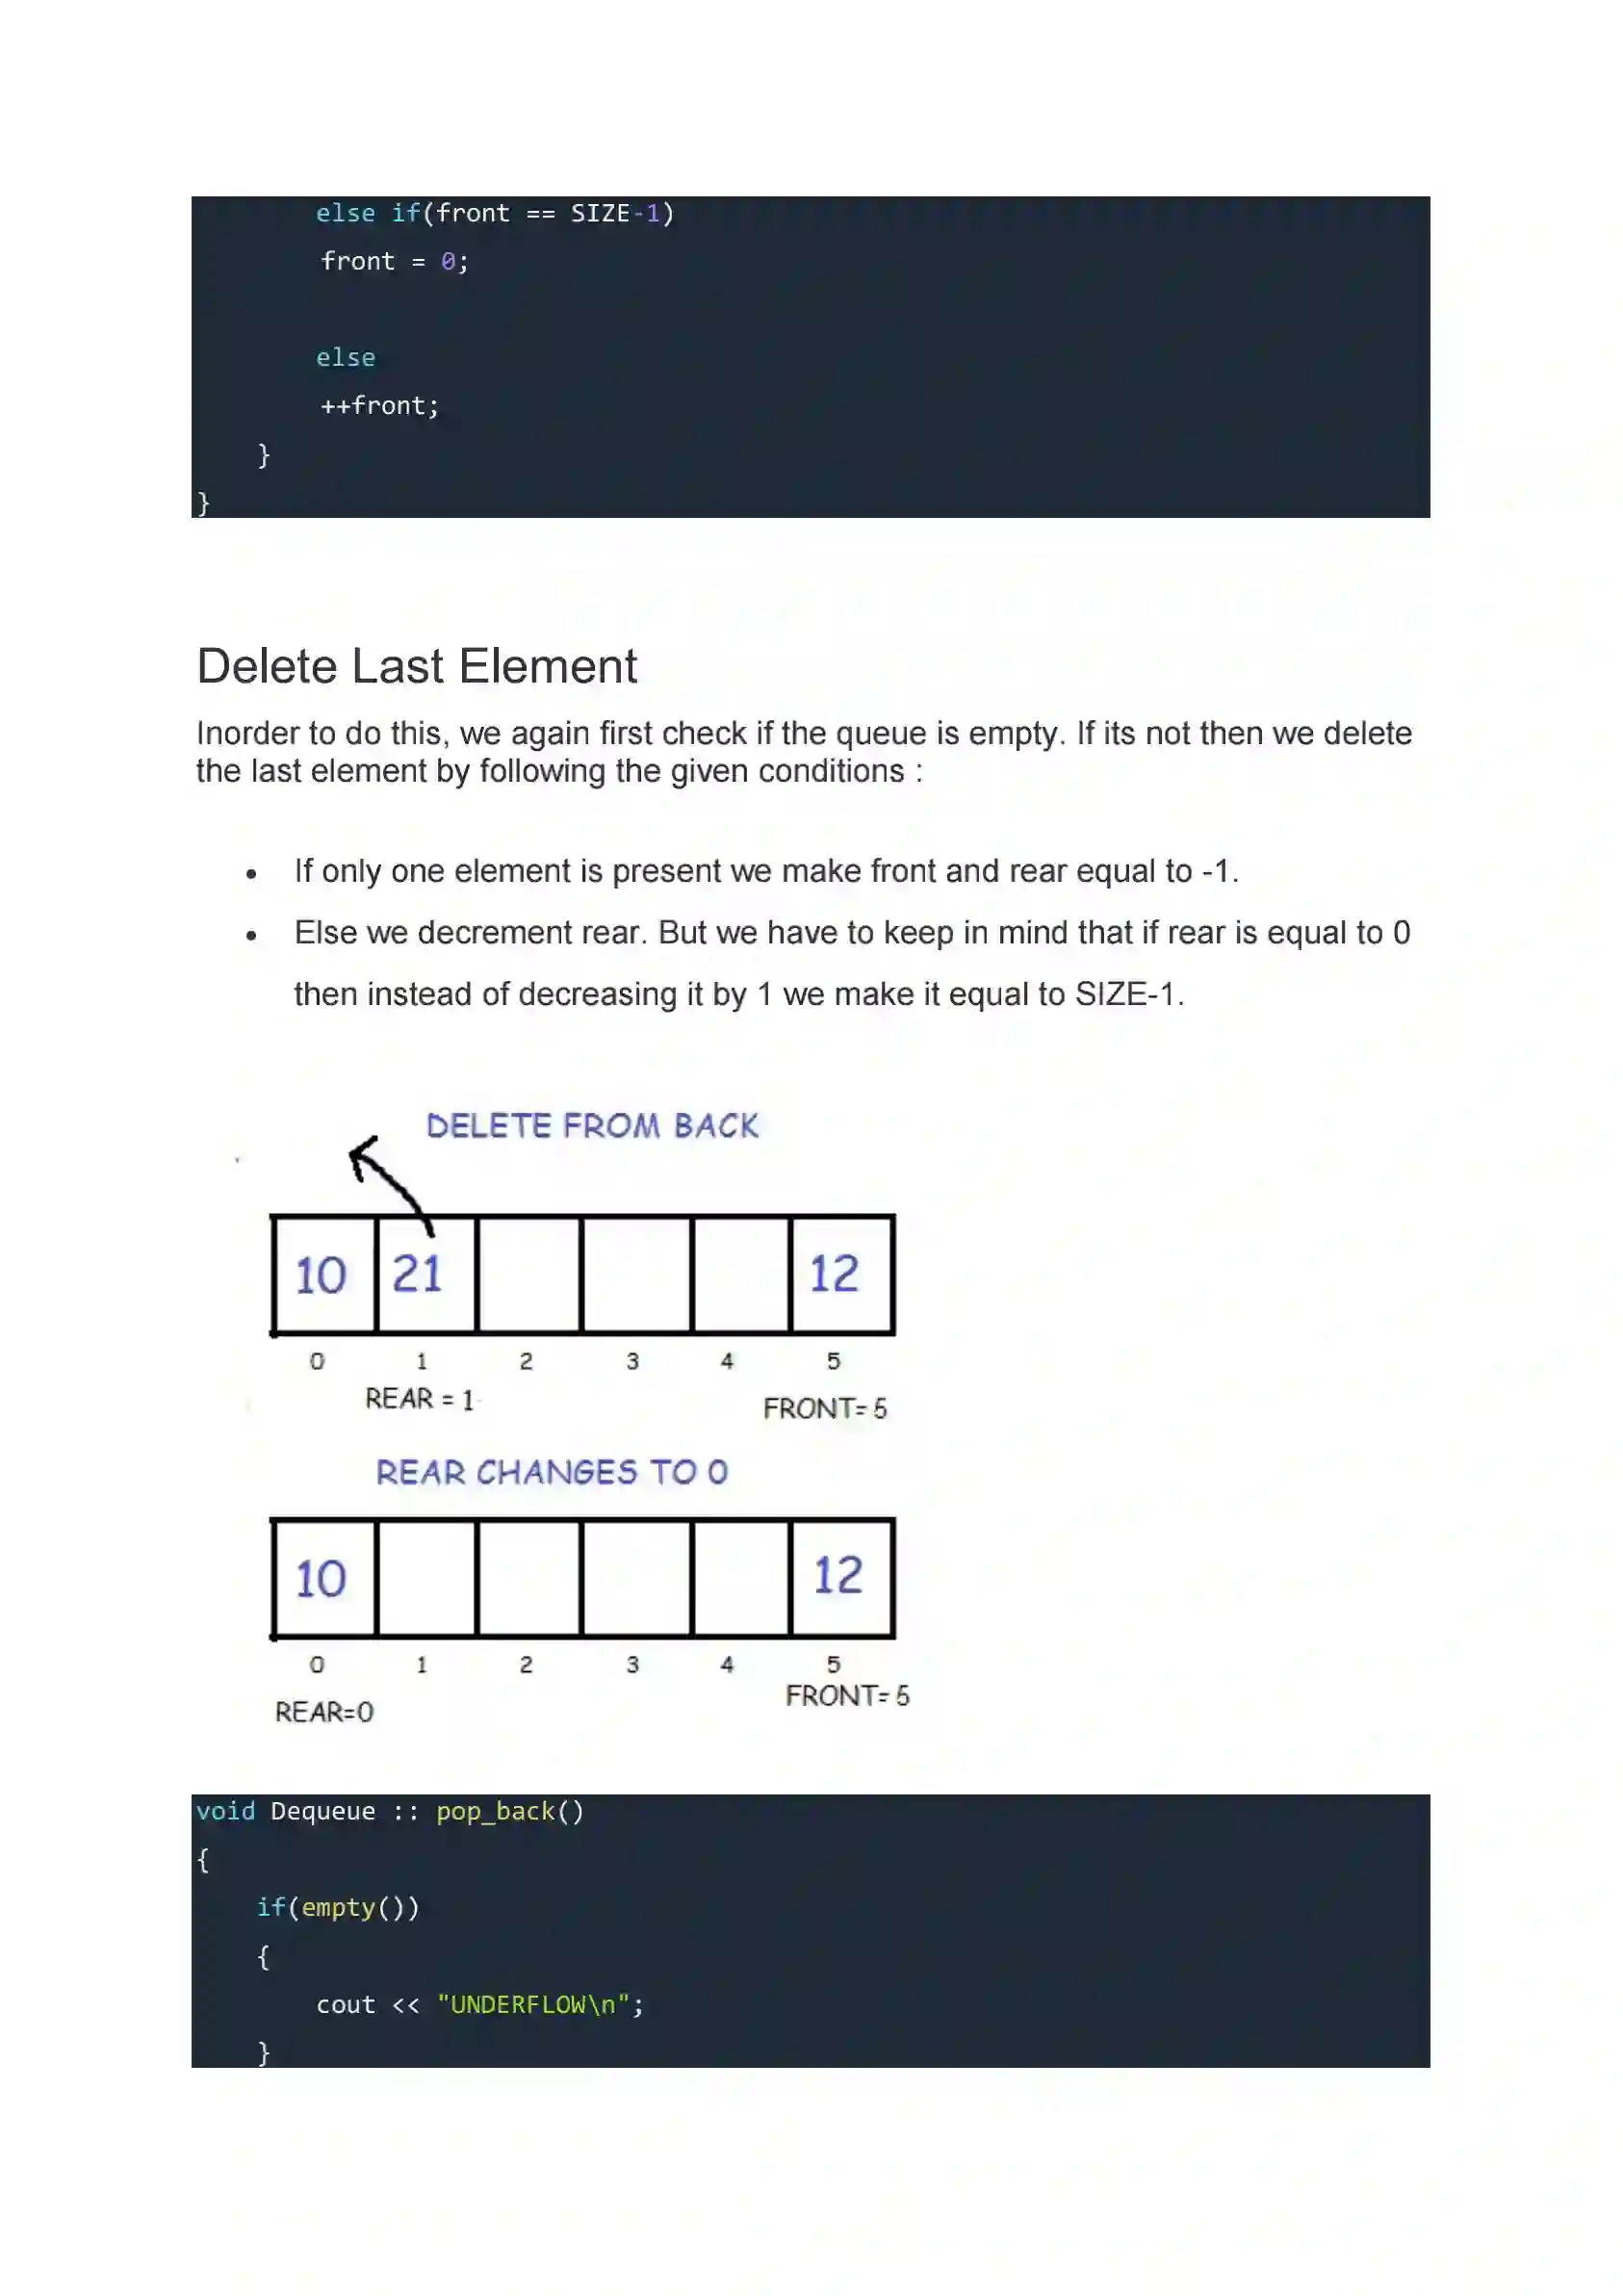 else if(front == SIZE-1)
front = 0;
else
++front;
}
}
Delete Last Element
Inorder to do this, we again first check if the queue is empty. If its not then we delete
the last element by following the given conditions :
• If only one element is present we make front and rear equal to -1.
• Else we decrement rear. But we have to keep in mind that if rear is equal to 0
then instead of decreasing it by 1 we make it equal to SIZE-1.
DELETE FROM BACK
10 21 12
0 1 2 3 4 5
REAR = 1 FRONT= 5
REAR CHANGES TO 0
10 12
0 1 2 3 4 5
REAR=0 FRONT= 5
void Dequeue :: pop_back()
{
if(empty())
{
cout << "UNDERFLOW\n";
}